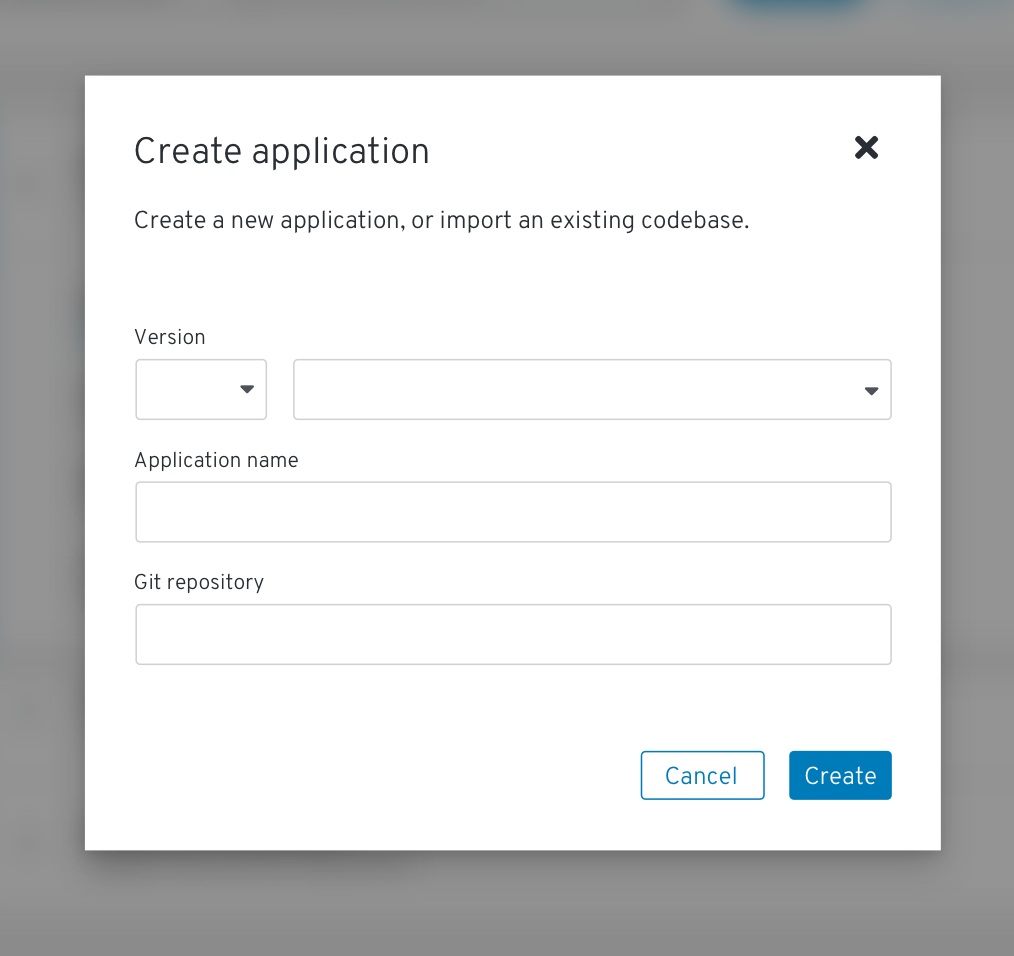 Create application
Create a new application, or import an existing codebase.
Version
Application name
Git repository
Cancel
Create